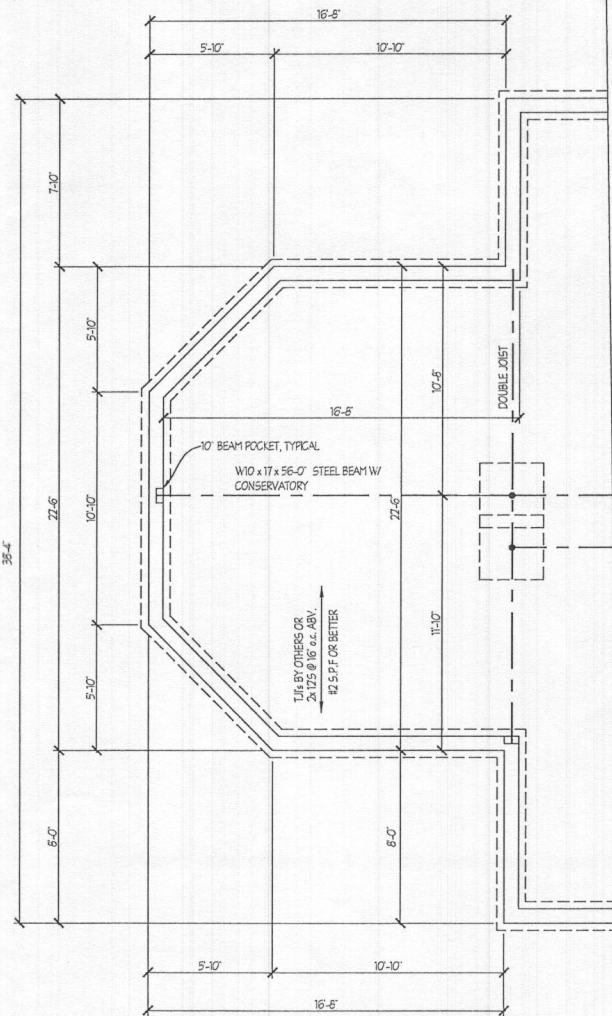 16'-8"
5'-10"
10'-10"
7'-10"
5'-10"
10'-8"
DOUBLE JOIST
16'-8"
10" BEAM POCKET, TYPICAL
W10 x 17 x 56-0" STEEL BEAM W/
CONSERVATORY
38'-4"
22'-6"
10'-10"
22'-6"
TJI's BY OTHERS OR
2x12'S @ 16" o.c. ABV.
#2 S.P.F OR BETTER
11'-10"
5'-10"
8'-0"
8'-0"
5'-10"
10'-10"
16'-8"